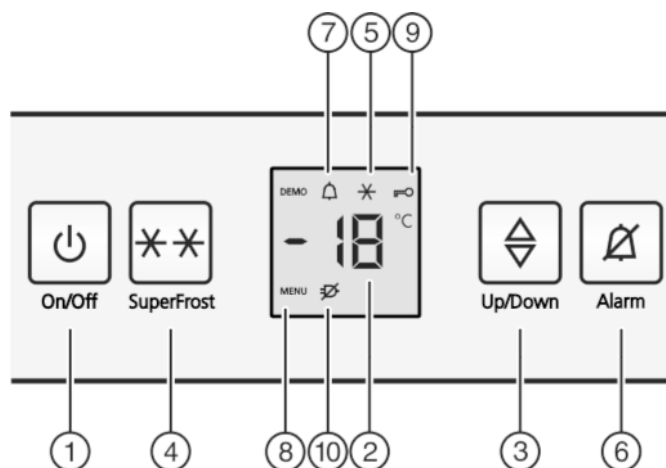 7 5 9
DEMO
°C
-18
MENU
On/Off SuperFrost Up/Down Alarm
1 4 8 10 2 3 6